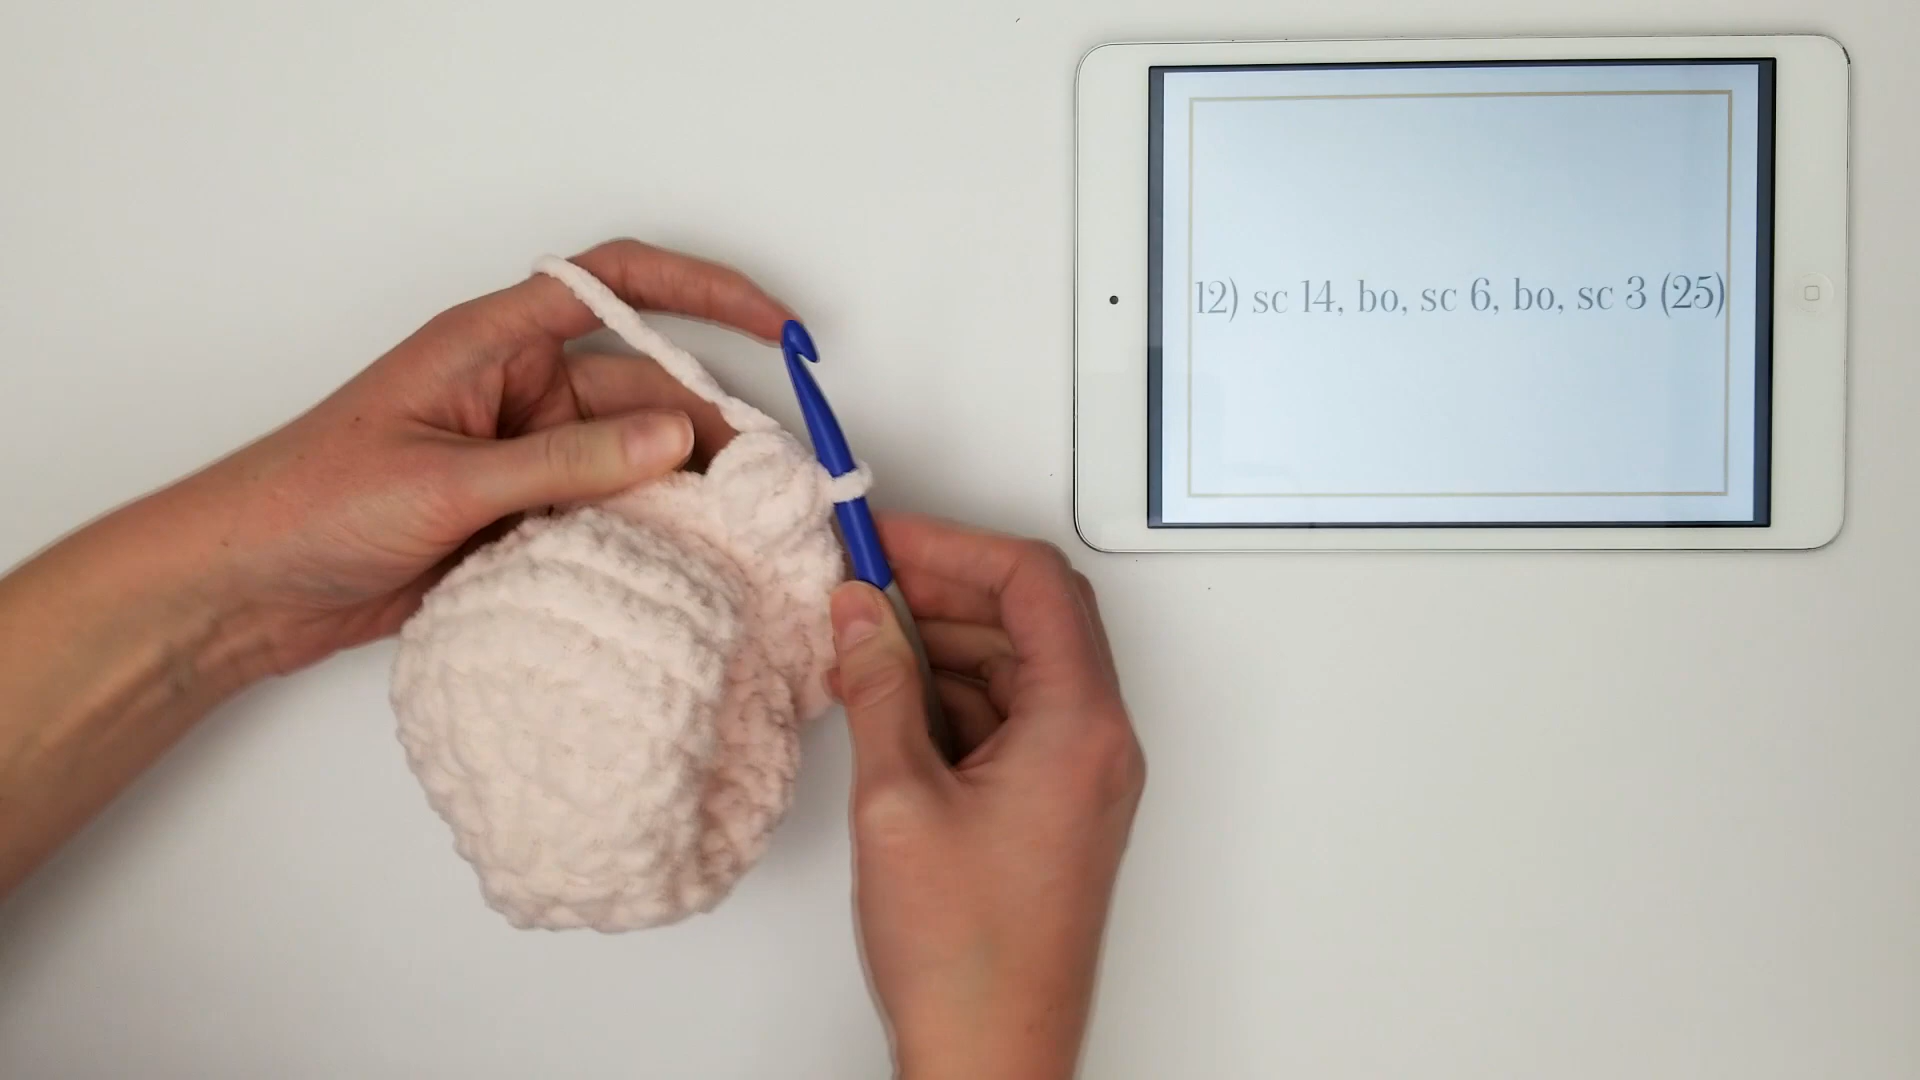 12) sc 14, bo, sc 6, bo, sc 3 (25)